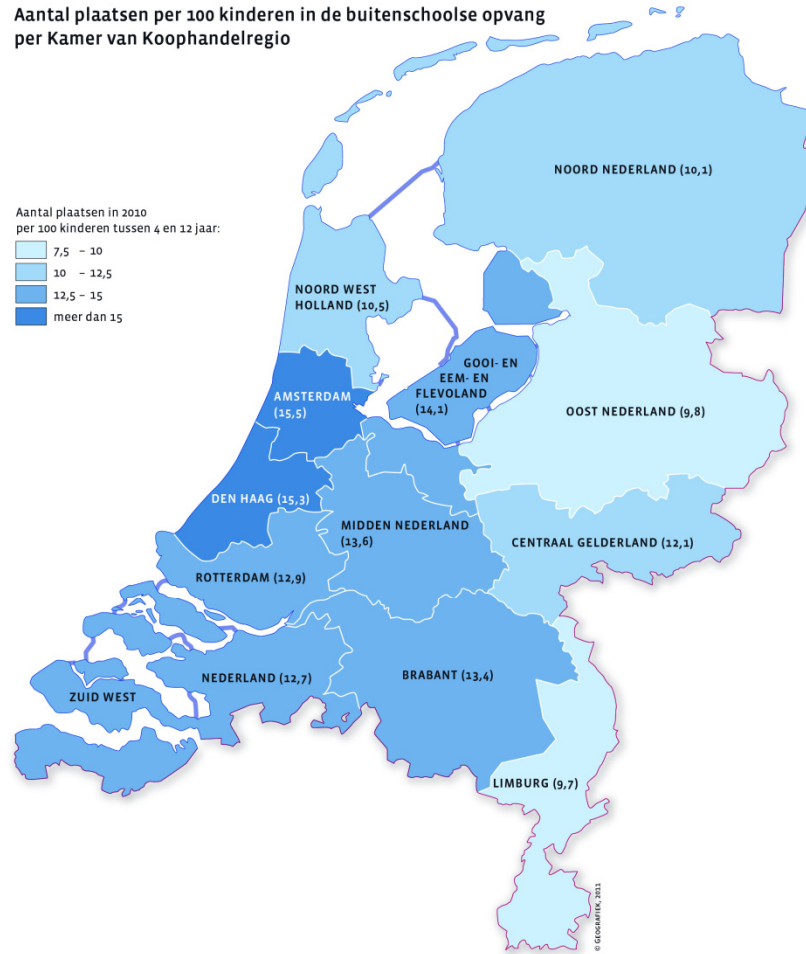 Aantal plaatsen per 100 kinderen in de buitenschoolse opvang
per Kamer van Koophandelregio
NOORD NEDERLAND (10,1)
Aantal plaatsen in 2010
per 100 kinderen tussen 4 en 12 jaar:
7,5 – 10
10 – 12,5
12,5 – 15
meer dan 15
NOORD WEST
HOLLAND (10,5)
GOOI- EN
EEM- EN
FLEVOLAND
(14,1)
AMSTERDAM
(15,5)
OOST NEDERLAND (9,8)
DEN HAAG (15,3)
MIDDEN NEDERLAND
(13,6)
CENTRAAL GELDERLAND (12,1)
ROTTERDAM (12,9)
ZUID WEST
NEDERLAND (12,7)
BRABANT (13,4)
LIMBURG (9,7)
© GEOGRAFIEK, 2011